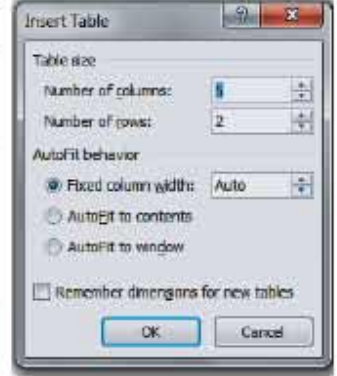 Insert Table
Table size
Number of columns: 5
Number of rows: 2
AutoFit behavior
Fixed column width: Auto
AutoFit to contents
AutoFit to window
Remember dimensions for new tables
OK Cancel